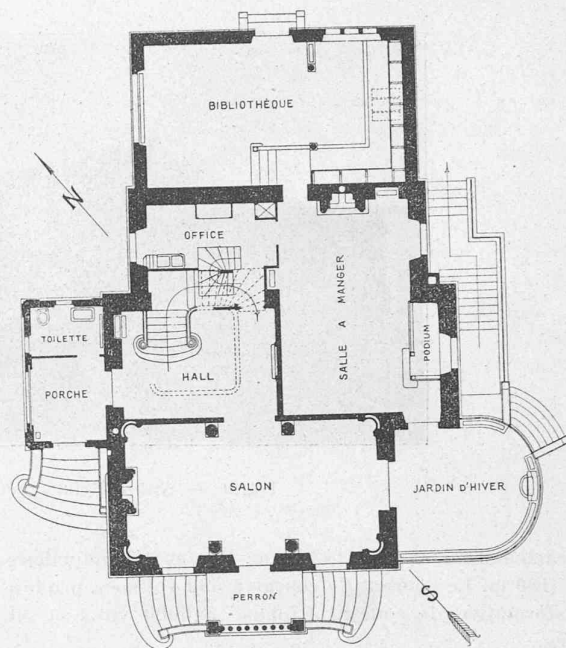 BIBLIOTHÈQUE
N
OFFICE
SALLE A MANGER
TOILETTE
PODIUM
HALL
PORCHE
SALON
JARDIN D'HIVER
PERRON
S